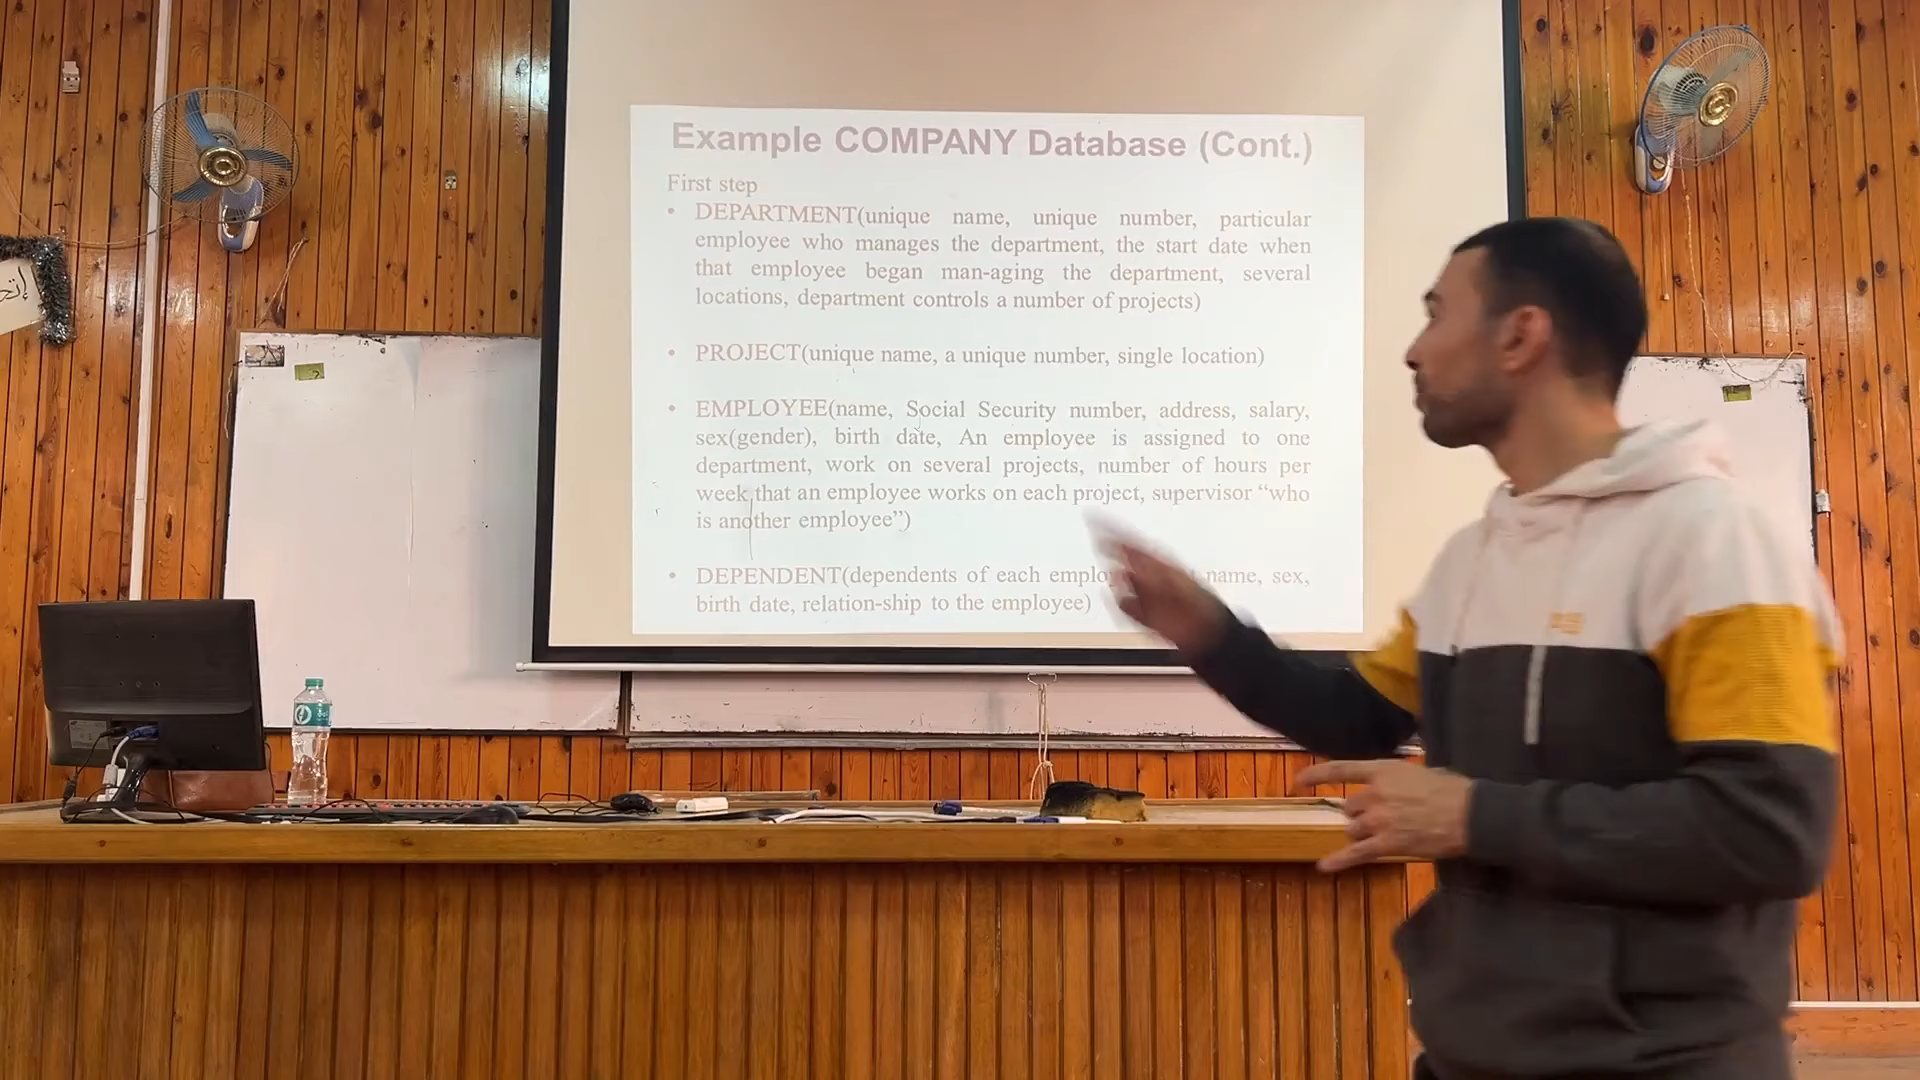 Example COMPANY Database (Cont.)
First step
• DEPARTMENT(unique name, unique number, particular
employee who manages the department, the start date when
that employee began man-aging the department, several
locations, department controls a number of projects)
• PROJECT(unique name, a unique number, single location)
• EMPLOYEE(name, Social Security number, address, salary,
sex(gender), birth date, An employee is assigned to one
department, work on several projects, number of hours per
week that an employee works on each project, supervisor “who
is another employee”)
• DEPENDENT(dependents of each name, sex,
birth date, relation-ship to the employee)